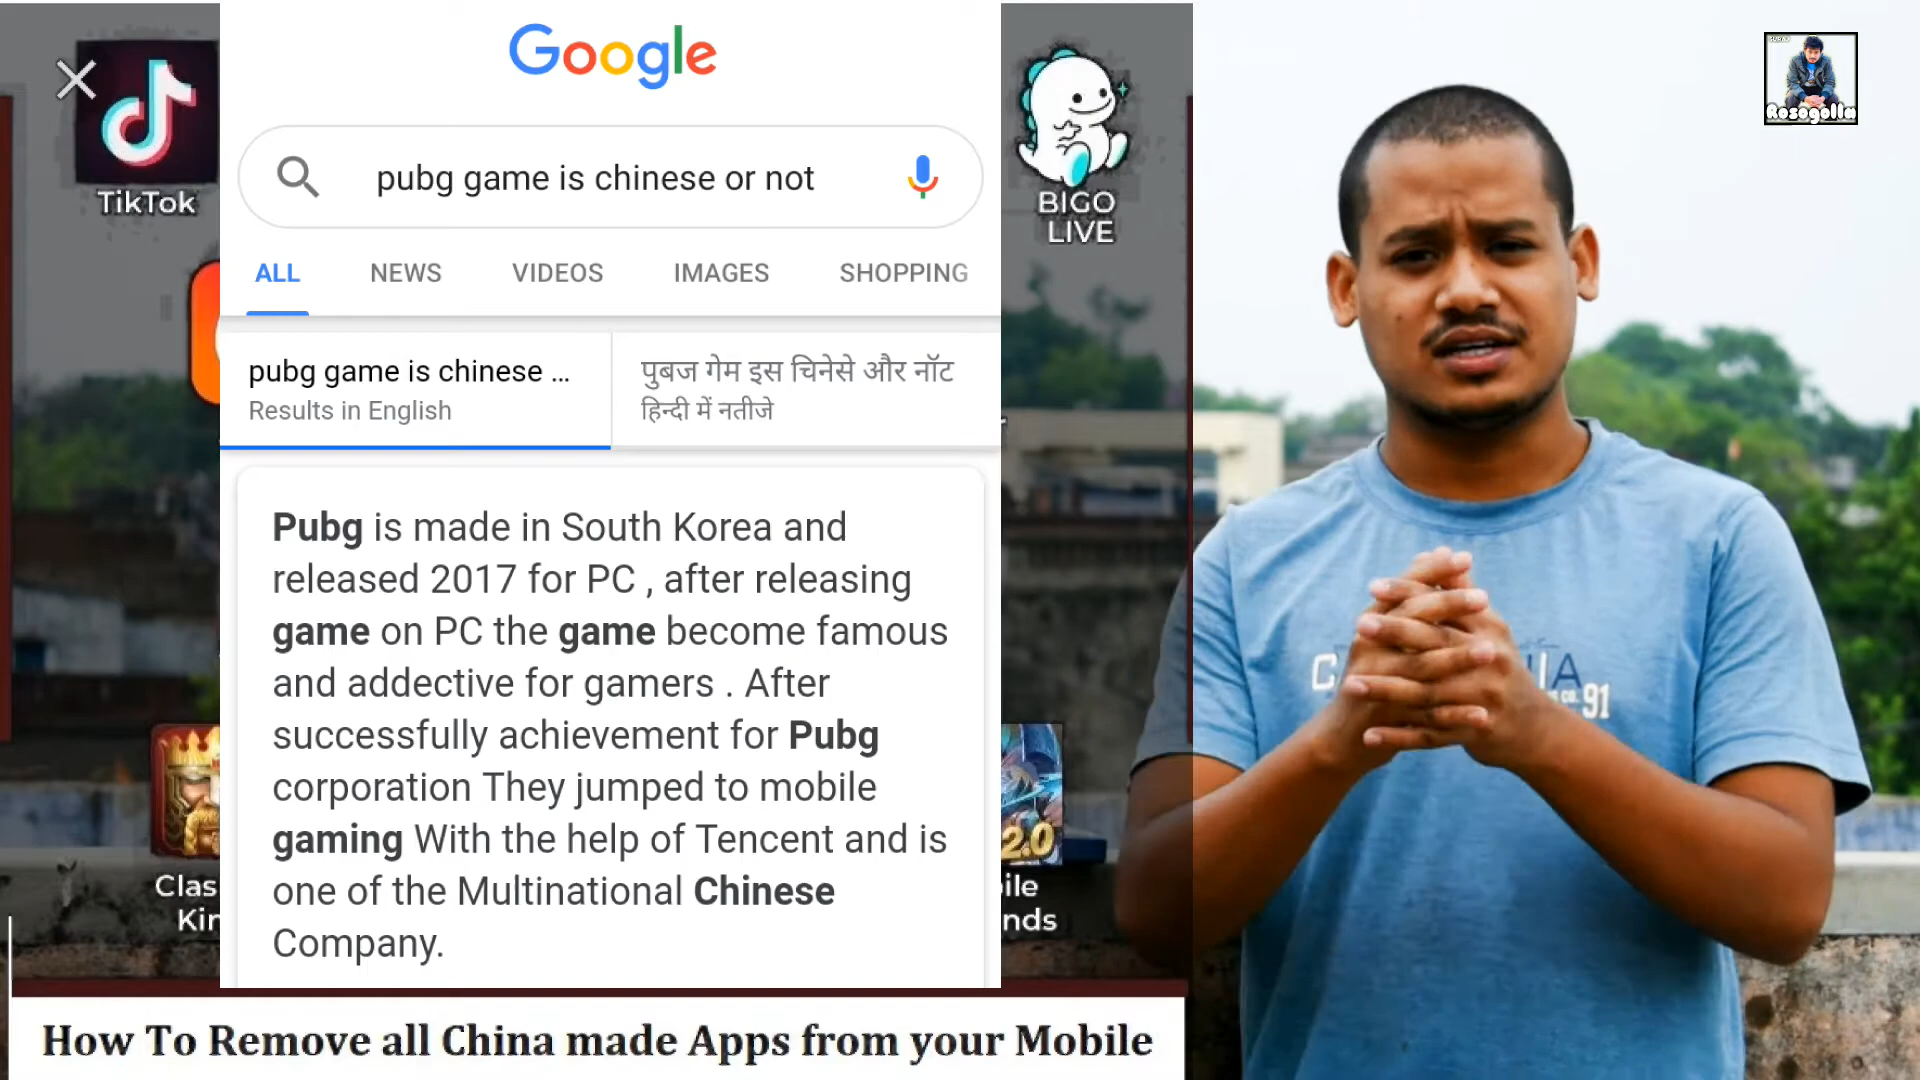 TikTok
Google
pubg game is chinese or not
ALL NEWS VIDEOS IMAGES SHOPPING
pubg game is chinese ...
Results in English
पुबज गेम इस चिनेसे और नॉट
हिन्दी में नतीजे
Pubg is made in South Korea and
released 2017 for PC , after releasing
game on PC the game become famous
and addective for gamers . After
successfully achievement for Pubg
corporation They jumped to mobile
gaming With the help of Tencent and is
one of the Multinational Chinese
Company.
BIGO
LIVE
Clas
Kin
2.0
ile
nds
How To Remove all China made Apps from your Mobile
Rosogolla
co. 91